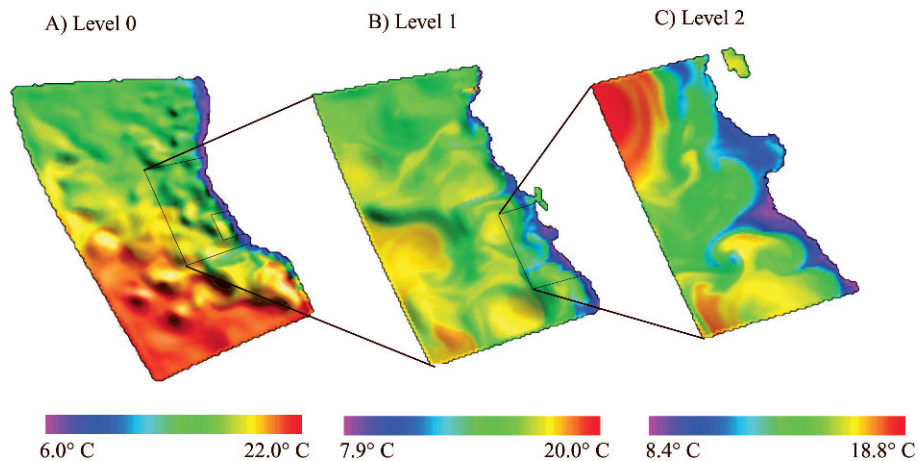 A) Level 0
B) Level 1
C) Level 2
6.0° C 22.0° C
7.9° C 20.0° C
8.4° C 18.8° C